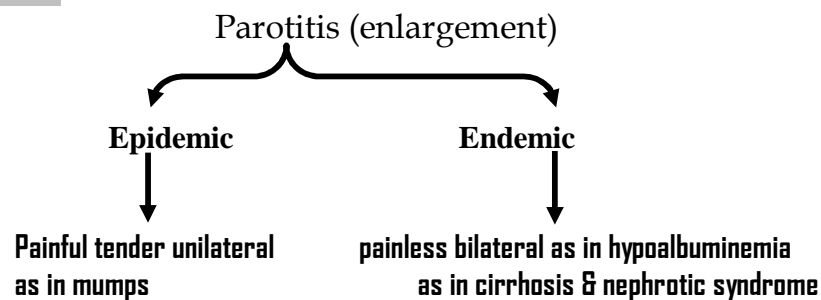 Parotitis (enlargement)
Epidemic
Endemic
Painful tender unilateral
as in mumps
painless bilateral as in hypoalbuminemia
as in cirrhosis & nephrotic syndrome